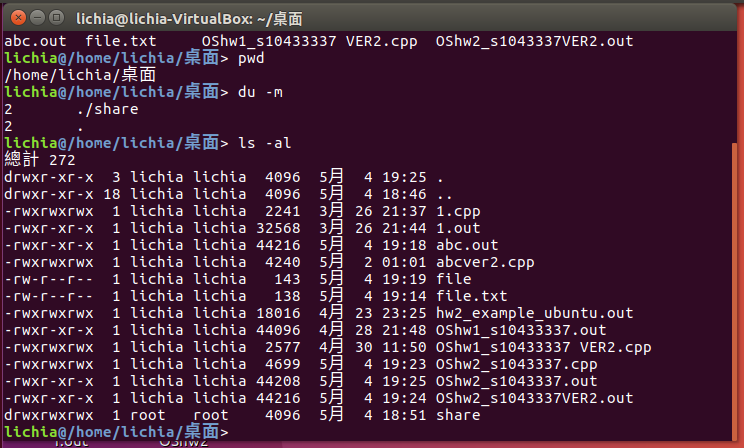 lichia@lichia-VirtualBox: ~/桌面
abc.out  file.txt     OShw1_s10433337 VER2.cpp  OShw2_s1043337VER2.out
lichia@/home/lichia/桌面> pwd
/home/lichia/桌面
lichia@/home/lichia/桌面> du -m
2       ./share
2       .
lichia@/home/lichia/桌面> ls -al
總計 272
drwxr-xr-x  3 lichia lichia  4096  5月  4 19:25 .
drwxr-xr-x 18 lichia lichia  4096  5月  4 18:46 ..
-rwxrwxrwx  1 lichia lichia  2241  3月 26 21:37 1.cpp
-rwxr-xr-x  1 lichia lichia 32568  3月 26 21:44 1.out
-rwxr-xr-x  1 lichia lichia 44216  5月  4 19:18 abc.out
-rwxrwxrwx  1 lichia lichia  4240  5月  2 01:01 abcver2.cpp
-rw-r--r--  1 lichia lichia   143  5月  4 19:19 file
-rw-r--r--  1 lichia lichia   138  5月  4 19:14 file.txt
-rwxrwxrwx  1 lichia lichia 18016  4月 23 23:25 hw2_example_ubuntu.out
-rwxr-xr-x  1 lichia lichia 44096  4月 28 21:48 OShw1_s10433337.out
-rwxrwxrwx  1 lichia lichia  2577  4月 30 11:50 OShw1_s10433337 VER2.cpp
-rwxrwxrwx  1 lichia lichia  4699  5月  4 19:23 OShw2_s1043337.cpp
-rwxr-xr-x  1 lichia lichia 44208  5月  4 19:25 OShw2_s1043337.out
-rwxr-xr-x  1 lichia lichia 44216  5月  4 19:24 OShw2_s1043337VER2.out
drwxrwxrwx  1 root   root    4096  5月  4 18:51 share
lichia@/home/lichia/桌面>